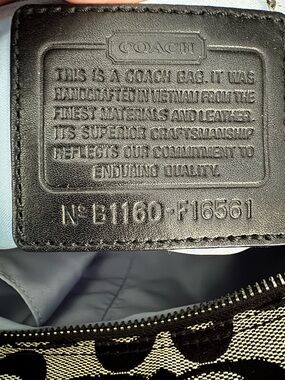 COACH
THIS IS A COACH BAG. IT WAS
HANDCRAFTED IN VIETNAM FROM THE
FINEST MATERIALS AND LEATHER.
ITS SUPERIOR CRAFTSMANSHIP
REFLECTS OUR COMMITMENT TO
ENDURING QUALITY.
Nº B1160-F16561